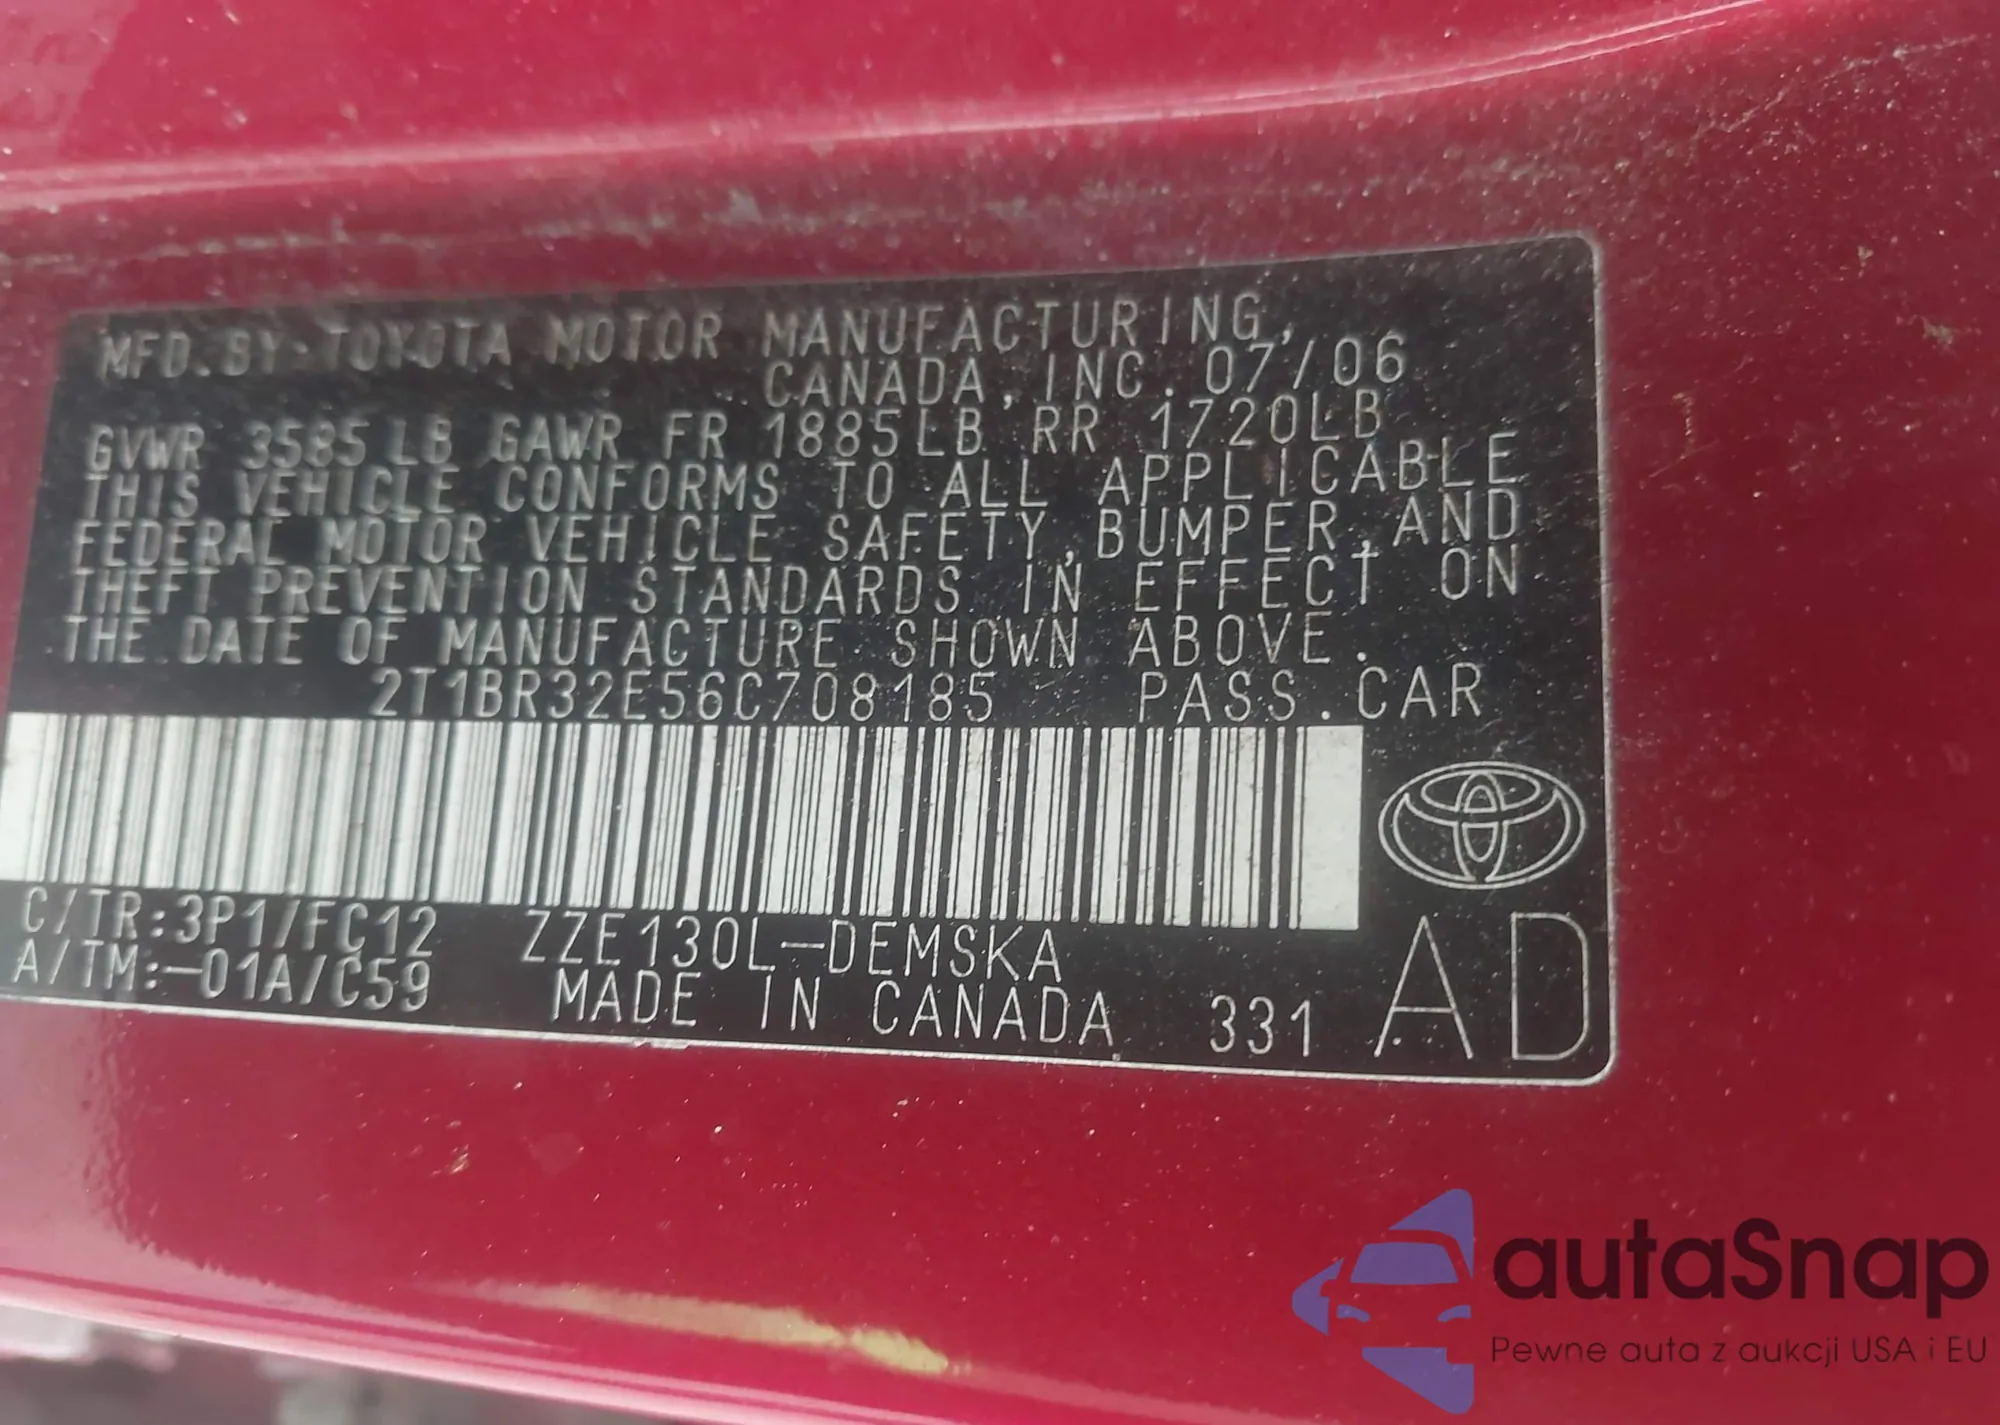 MFD. BY TOYOTA MOTOR MANUFACTURING,
CANADA, INC. 07/06
GVWR 3585LB GAWR FR 1885LB RR 1720LB
THIS VEHICLE CONFORMS TO ALL APPLICABLE
FEDERAL MOTOR VEHICLE SAFETY, BUMPER, AND
THEFT PREVENTION STANDARDS IN EFFECT ON
THE DATE OF MANUFACTURE SHOWN ABOVE.
2T1BR32E56C708185 PASS. CAR
C/TR:3P1/FC12 ZZE130L-DEMSKA
A/TM:-01A/C59 MADE IN CANADA 331 AD
autaSnap
Pewne auta z aukcji USA i EU